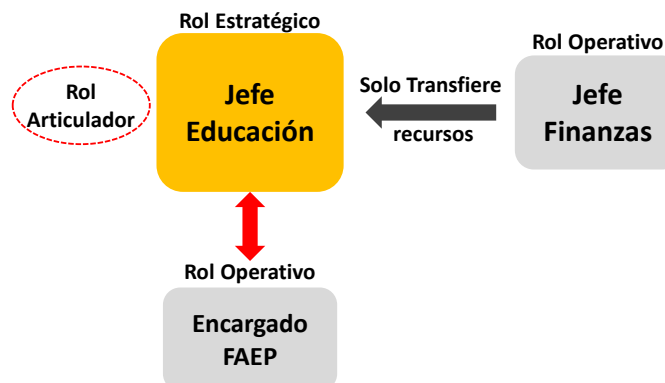 Rol Estratégico
Rol
Articulador
Jefe
Educación
Solo Transfiere
recursos
Rol Operativo
Jefe
Finanzas
Rol Operativo
Encargado
FAEP